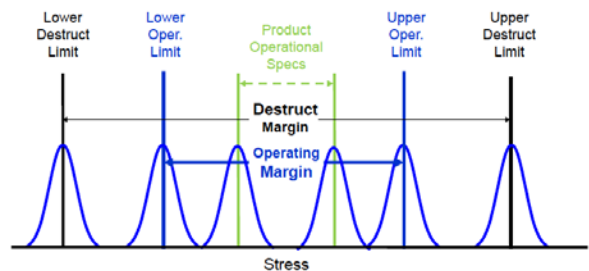 Lower
Destruct
Limit
Lower
Oper.
Limit
Product
Operational
Specs
Upper
Oper.
Limit
Upper
Destruct
Limit
Destruct
Margin
Operating
Margin
Stress